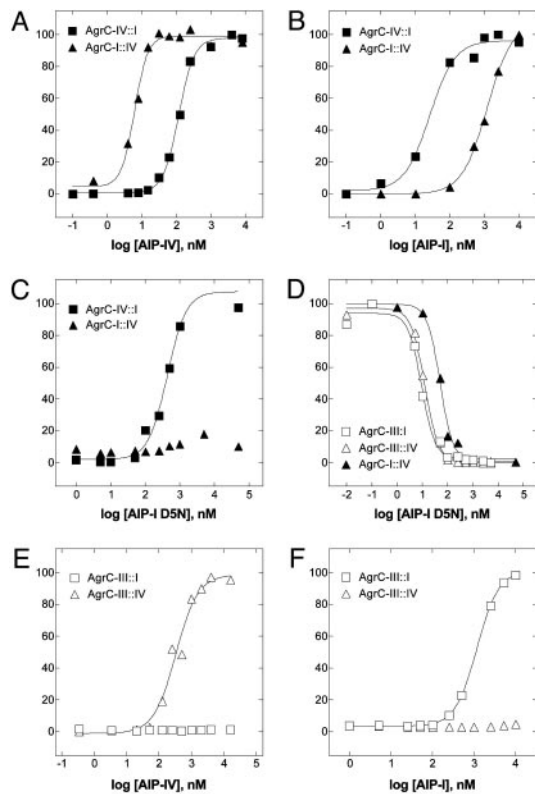 A
AgrC-IV::I
AgrC-I::IV
100
80
60
40
20
0
-1 0 1 2 3 4
log [AIP-IV], nM
B
AgrC-IV::I
AgrC-I::IV
100
80
60
40
20
0
-1 0 1 2 3 4
log [AIP-I], nM
C
AgrC-IV::I
AgrC-I::IV
100
80
60
40
20
0
0 1 2 3 4 5
log [AIP-I D5N], nM
D
100
80
60
40
20
0
AgrC-III:I
AgrC-III::IV
AgrC-I::IV
-2 -1 0 1 2 3 4 5
log [AIP-I D5N], nM
E
AgrC-III::I
AgrC-III::IV
100
80
60
40
20
0
-1 0 1 2 3 4 5
log [AIP-IV], nM
F
AgrC-III::I
AgrC-III::IV
100
80
60
40
20
0
0 1 2 3 4
log [AIP-I], nM